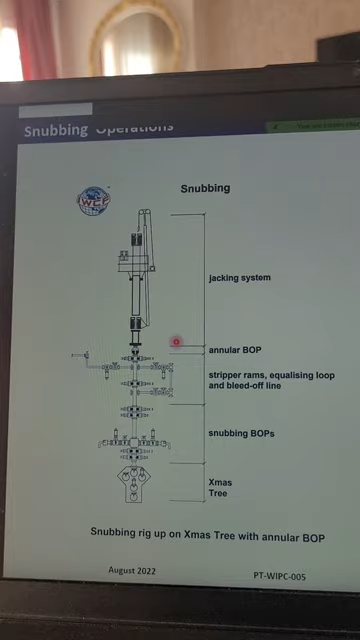 Snubbing Operations
Snubbing
IWCF
jacking system
annular BOP
stripper rams, equalising loop
and bleed-off line
snubbing BOPs
Xmas
Tree
Snubbing rig up on Xmas Tree with annular BOP
August 2022
PT-WIPC-005